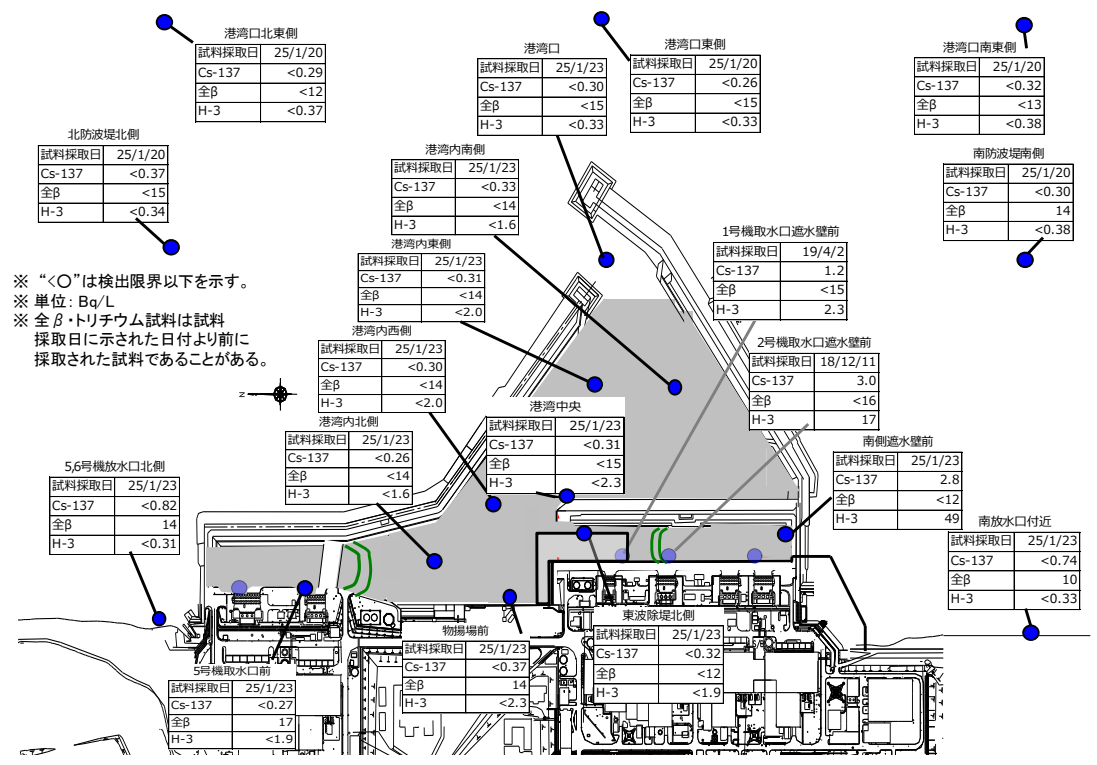 港湾口北東側
試料採取日 25/1/20
Cs-137 <0.29
全β <12
H-3 <0.37
港湾口
試料採取日 25/1/23
Cs-137 <0.30
全β <15
H-3 <0.33
港湾口東側
試料採取日 25/1/20
Cs-137 <0.26
全β <15
H-3 <0.33
港湾口南東側
試料採取日 25/1/20
Cs-137 <0.32
全β <13
H-3 <0.38
北防波堤北側
試料採取日 25/1/20
Cs-137 <0.37
全β <15
H-3 <0.34
港湾内南側
試料採取日 25/1/23
Cs-137 <0.33
全β <14
H-3 <1.6
南防波堤南側
試料採取日 25/1/20
Cs-137 <0.30
全β 14
H-3 <0.38
港湾内東側
試料採取日 25/1/23
Cs-137 <0.31
全β <14
H-3 <2.0
1号機取水口遮水壁前
試料採取日 19/4/2
Cs-137 1.2
全β <15
H-3 2.3
※ “<〇”は検出限界以下を示す。
※ 単位: Bq/L
※ 全β・トリチウム試料は試料
採取日に示された日付より前に
採取された試料であることがある。
港湾内西側
試料採取日 25/1/23
Cs-137 <0.30
全β <14
H-3 <2.0
2号機取水口遮水壁前
試料採取日 18/12/11
Cs-137 3.0
全β <16
H-3 17
N
港湾中央
試料採取日 25/1/23
Cs-137 <0.31
全β <15
H-3 <2.3
港湾内北側
試料採取日 25/1/23
Cs-137 <0.26
全β <14
H-3 <1.6
南側遮水壁前
試料採取日 25/1/23
Cs-137 2.8
全β <12
H-3 49
5,6号機放水口北側
試料採取日 25/1/23
Cs-137 <0.82
全β 14
H-3 <0.31
南放水口付近
試料採取日 25/1/23
Cs-137 <0.74
全β 10
H-3 <0.33
東波除堤北側
試料採取日 25/1/23
Cs-137 <0.32
全β <12
H-3 <1.9
物揚場前
試料採取日 25/1/23
Cs-137 <0.37
全β 14
H-3 <2.3
5号機取水口前
試料採取日 25/1/23
Cs-137 <0.27
全β 17
H-3 <1.9